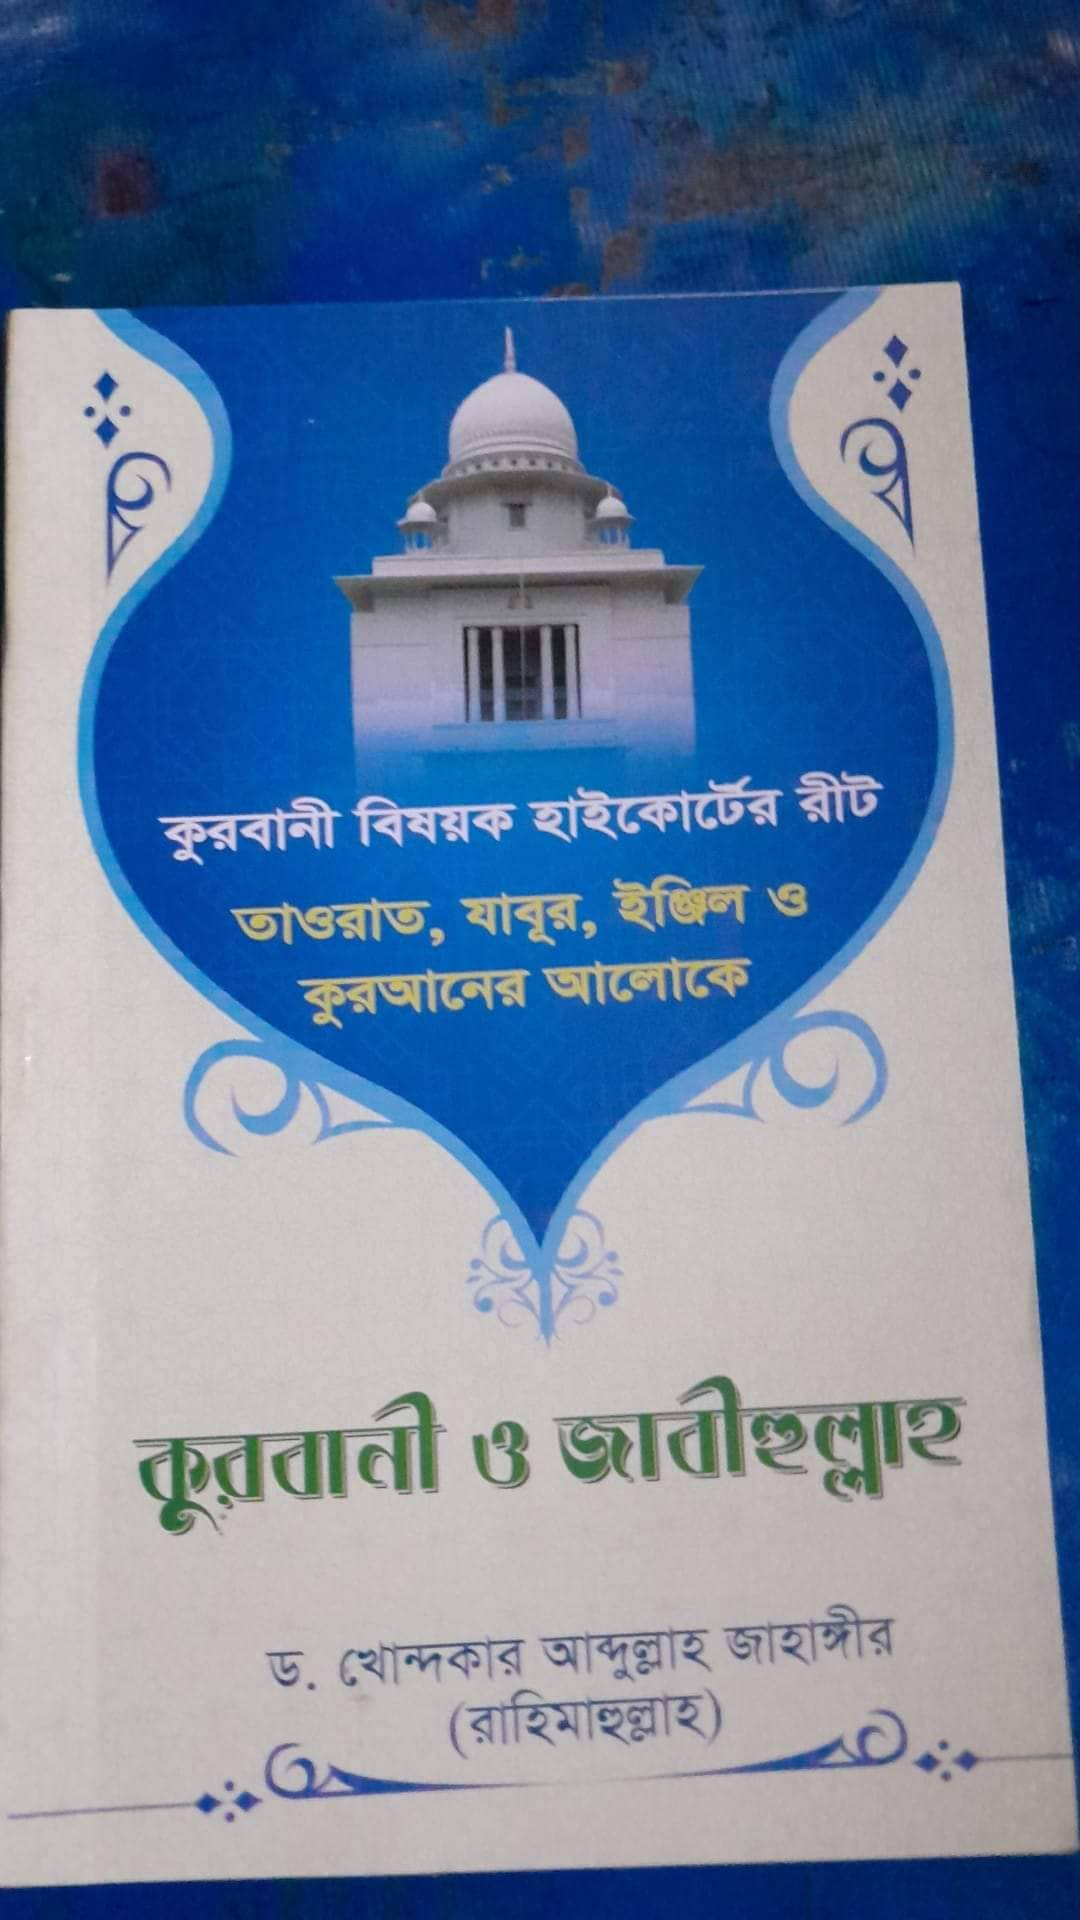 কুরবানী বিষয়ক হাইকোর্টের রীট
তাওরাত, যাবূর, ইঞ্জিল ও
কুরআনের আলোকে
কুরবানী ও জাবীহুল্লাহ
ড. খোন্দকার আব্দুল্লাহ জাহাঙ্গীর
(রাহিমাহুল্লাহ)